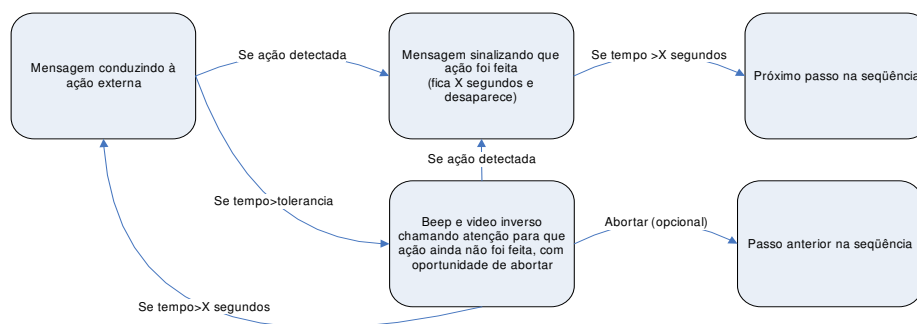 Mensagem conduzindo à
ação externa
Se ação detectada
Mensagem sinalizando que
ação foi feita
(fica X segundos e
desaparece)
Se tempo >X segundos
Próximo passo na seqüência
Se ação detectada
Se tempo>tolerancia
Beep e video inverso
chamando atenção para que
ação ainda não foi feita, com
oportunidade de abortar
Abortar (opcional)
Passo anterior na seqüência
Se tempo>X segundos